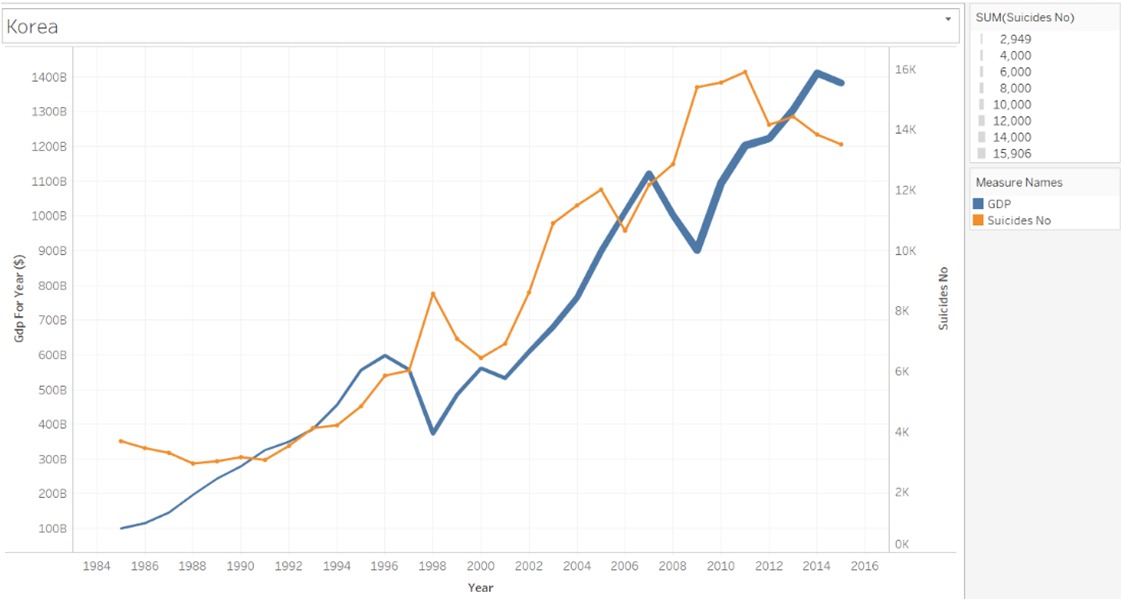 Korea
1400B
1300B
1200B
1100B
1000B
900B
800B
700B
600B
500B
400B
300B
200B
100B
Gdp For Year ($)
16K
14K
12K
10K
8K
6K
4K
2K
0K
Suicides No
1984 1986 1988 1990 1992 1994 1996 1998 2000 2002 2004 2006 2008 2010 2012 2014 2016
Year
SUM(Suicides No)
2,949
4,000
6,000
8,000
10,000
12,000
14,000
15,906
Measure Names
GDP
Suicides No